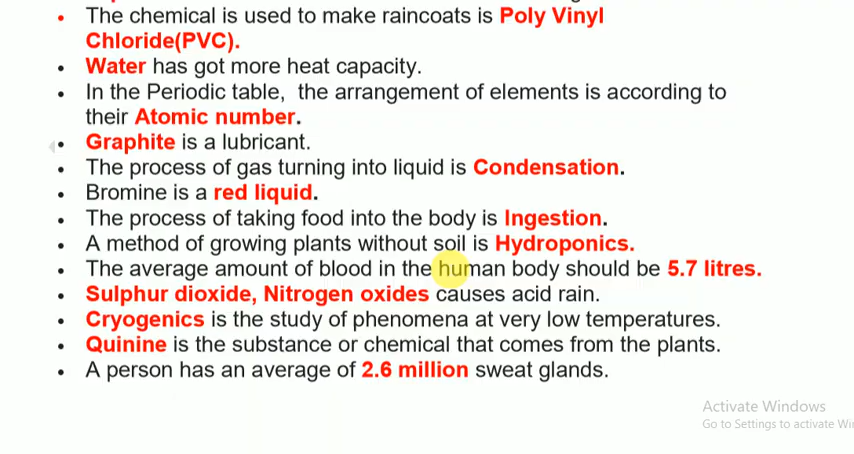 • The chemical is used to make raincoats is Poly Vinyl
Chloride(PVC).
• Water has got more heat capacity.
• In the Periodic table, the arrangement of elements is according to
their Atomic number.
• Graphite is a lubricant.
• The process of gas turning into liquid is Condensation.
• Bromine is a red liquid.
• The process of taking food into the body is Ingestion.
• A method of growing plants without soil is Hydroponics.
• The average amount of blood in the human body should be 5.7 litres.
• Sulphur dioxide, Nitrogen oxides causes acid rain.
• Cryogenics is the study of phenomena at very low temperatures.
• Quinine is the substance or chemical that comes from the plants.
• A person has an average of 2.6 million sweat glands.
Activate Windows
Go to Settings to activate